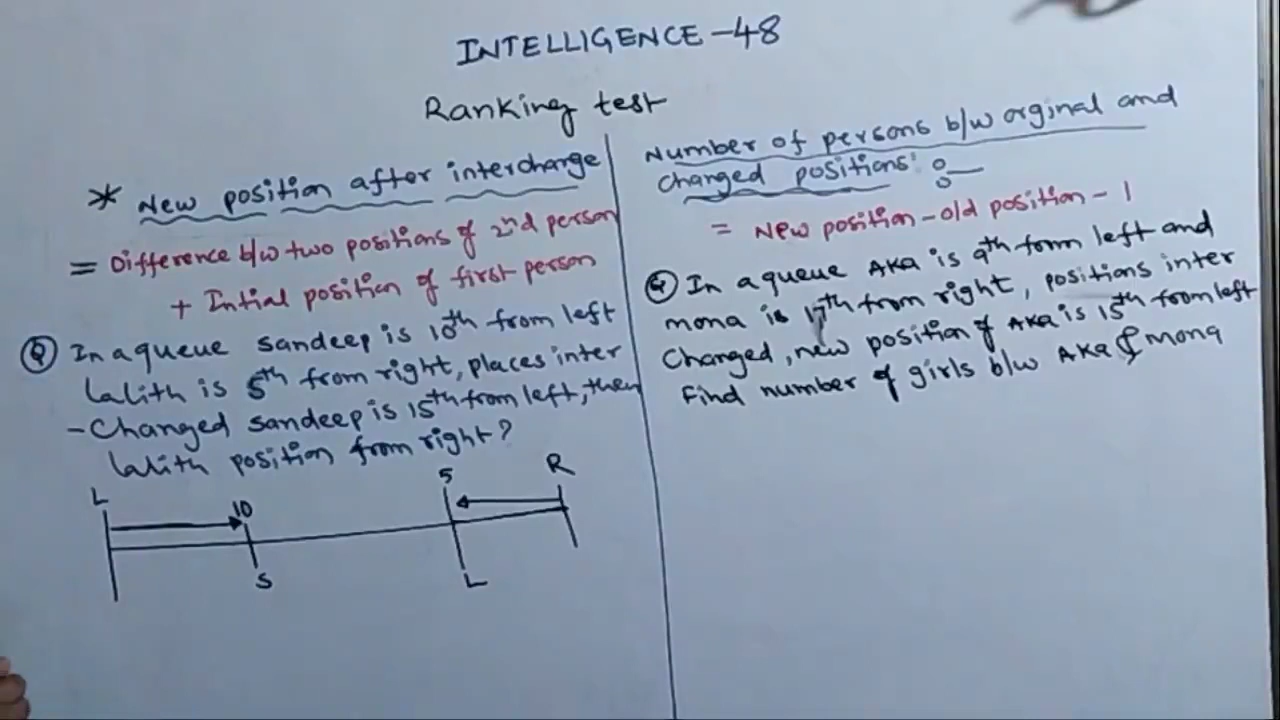 INTELLIGENCE - 48
Ranking test
* New position after interchange
= Difference b/w two positions of 2nd person
+ Intial position of first person
Q In a queue sandeep is 10th from left
lalith is 5th from right, places inter
- Changed sandeep is 15th from left, then
lalith position from right?
L 10 S 5 L R
Number of persons b/w orginal and
changed positions :-
= New position - old position - 1
Q In a queue AKa is 9th form left and
mona is 17th from right, positions inter
Changed, new position of AKa is 15th from left
Find number of girls b/w AKa & mona